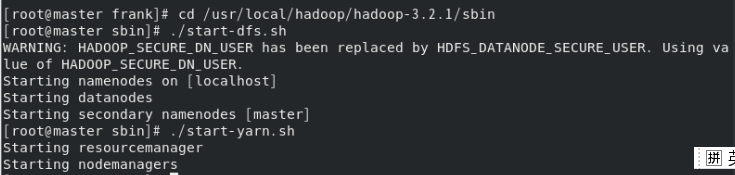 [root@master frank]# cd /usr/local/hadoop/hadoop-3.2.1/sbin
[root@master sbin]# ./start-dfs.sh
WARNING: HADOOP_SECURE_DN_USER has been replaced by HDFS_DATANODE_SECURE_USER. Using va
lue of HADOOP_SECURE_DN_USER.
Starting namenodes on [localhost]
Starting datanodes
Starting secondary namenodes [master]
[root@master sbin]# ./start-yarn.sh
Starting resourcemanager
Starting nodemanagers
拼